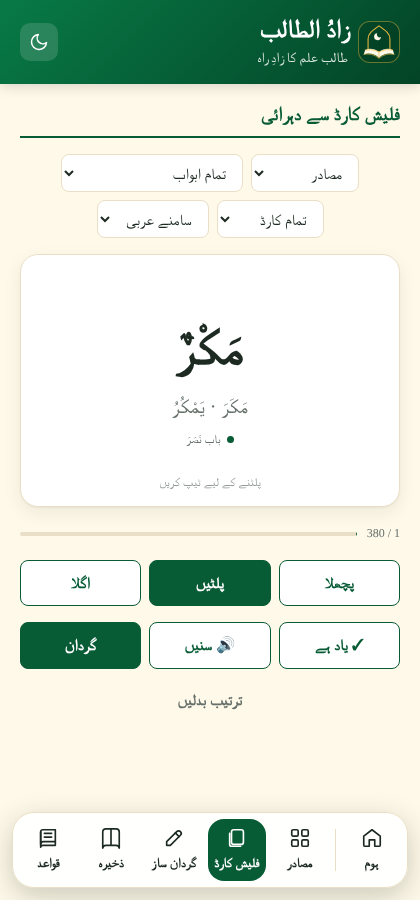 زادُ الطالب
طالب علم کا زادِ راہ
فلیش کارڈ سے دہرائی
مصادر تمام ابواب
تمام کارڈ سامنے عربی
مَكْرٌ
مَكَرَ · يَمْكُرُ
باب نَصَرَ
پلٹنے کے لیے ٹیپ کریں
1 / 380
پچھلا پلٹیں اگلا
✓ یاد ہے 🔊 سنیں گردان
ترتیب بدلیں
ہوم مصادر فلیش کارڈ گردان ساز ذخیرہ قواعد